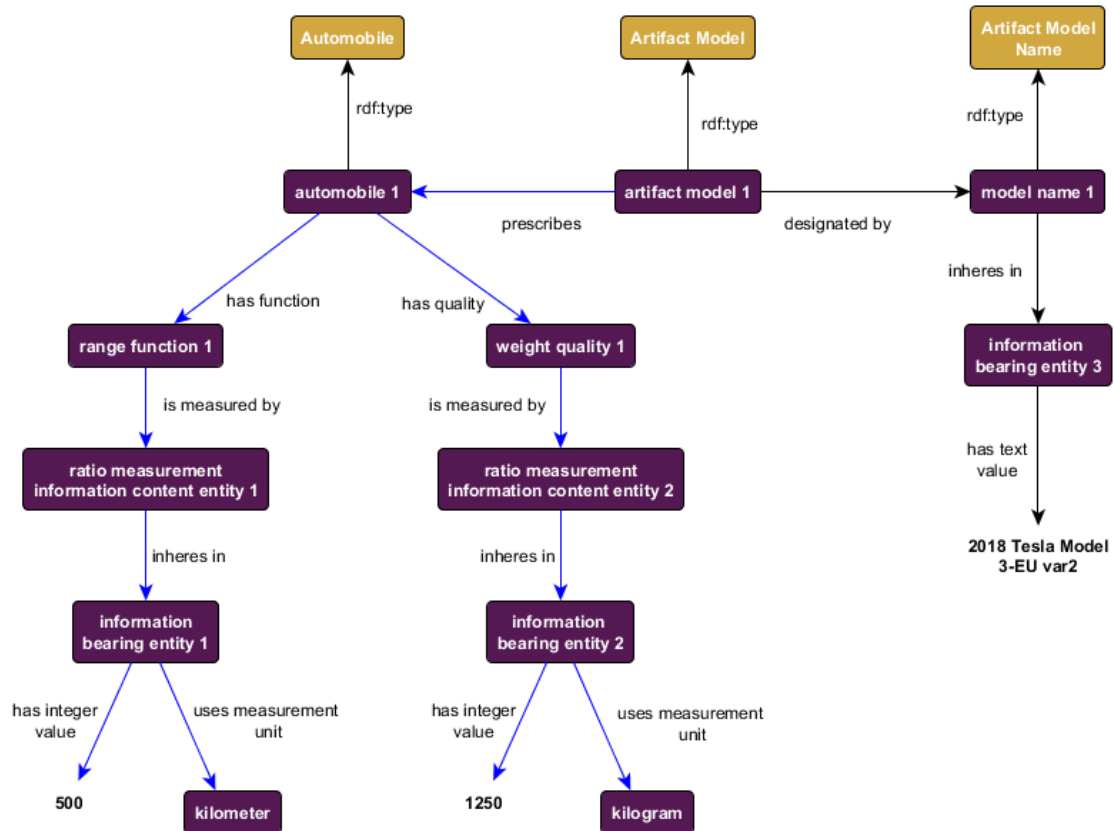 Automobile
Artifact Model
Artifact Model
Name
rdf:type
rdf:type
rdf:type
automobile 1
artifact model 1
model name 1
prescribes
designated by
has function
has quality
inheres in
range function 1
weight quality 1
information
bearing entity 3
is measured by
is measured by
ratio measurement
information content entity 1
ratio measurement
information content entity 2
has text
value
inheres in
inheres in
2018 Tesla Model
3-EU var2
information
bearing entity 1
information
bearing entity 2
has integer
value
uses measurement
unit
has integer
value
uses measurement
unit
500
kilometer
1250
kilogram